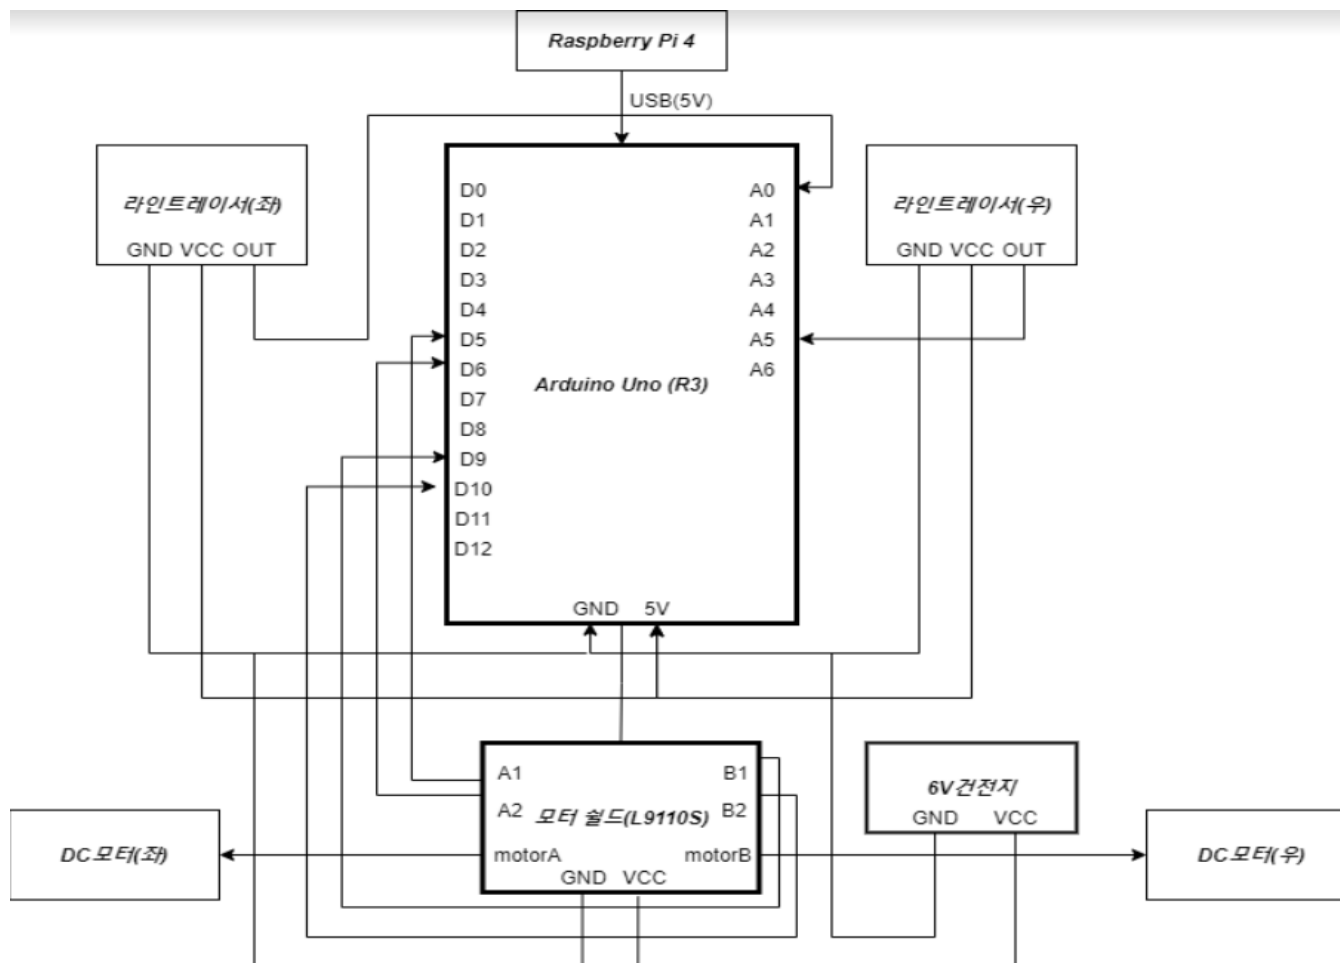 Raspberry Pi 4
USB(5V)
라인트레이서(좌)
GND VCC OUT
D0
D1
D2
D3
D4
D5
D6
D7
D8
D9
D10
D11
D12
Arduino Uno (R3)
A0
A1
A2
A3
A4
A5
A6
GND 5V
라인트레이서(우)
GND VCC OUT
A1
A2
motorA
모터 쉴드(L9110S)
B1
B2
motorB
GND VCC
6V건전지
GND VCC
DC모터(좌)
DC모터(우)